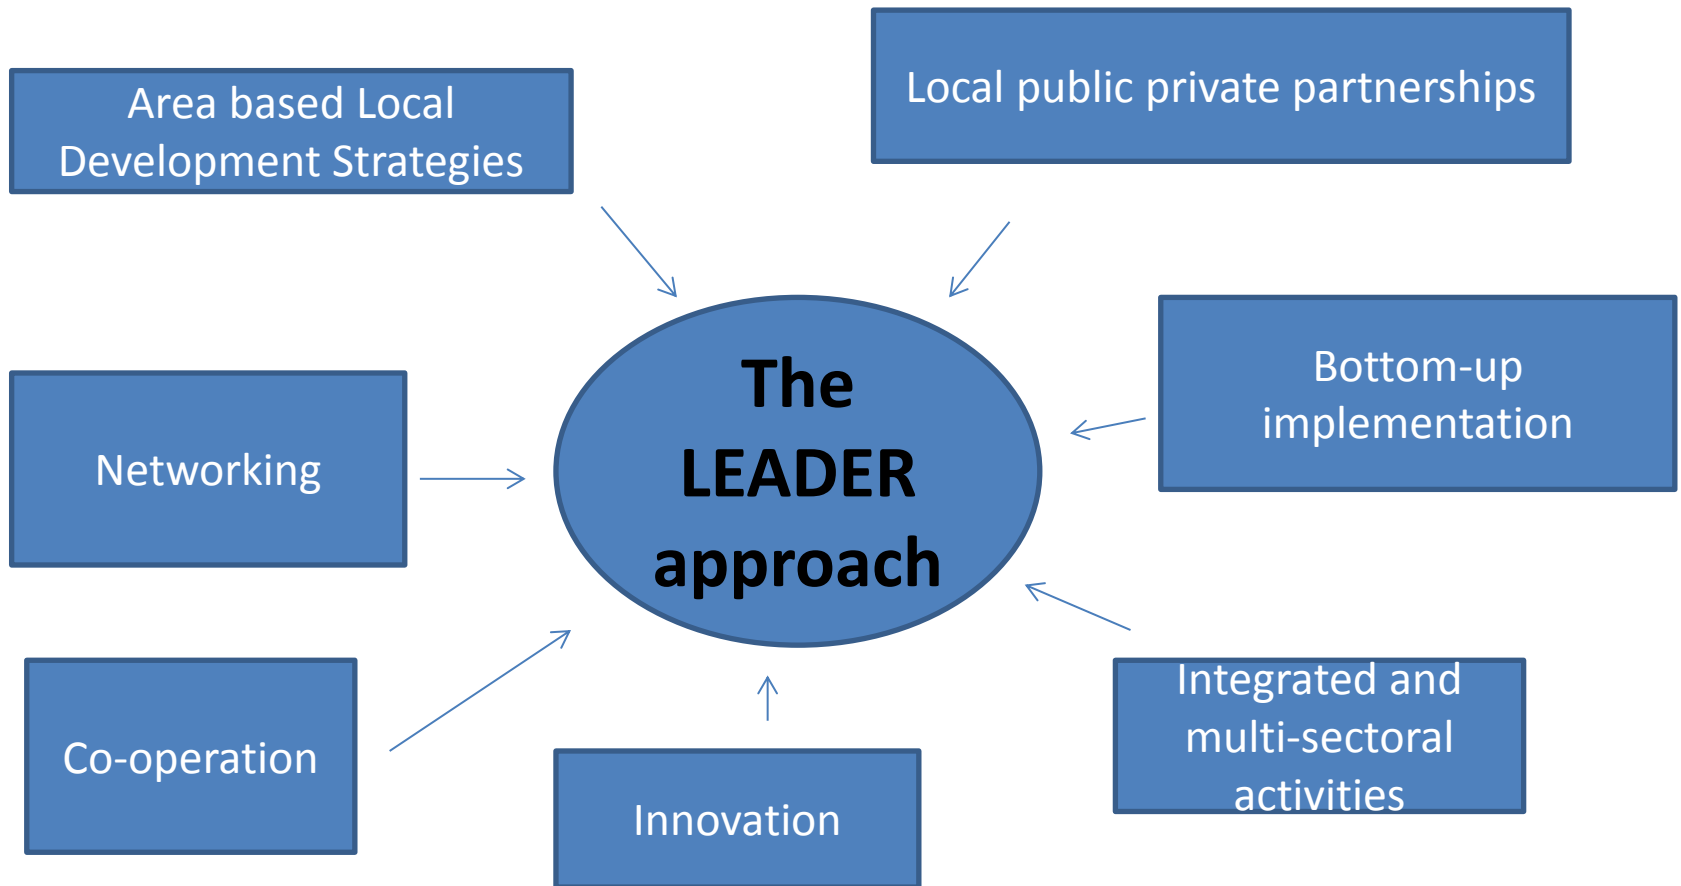 Area based Local
Development Strategies
Local public private partnerships
The
LEADER
approach
Bottom-up
implementation
Networking
Integrated and
multi-sectoral
activities
Co-operation
Innovation